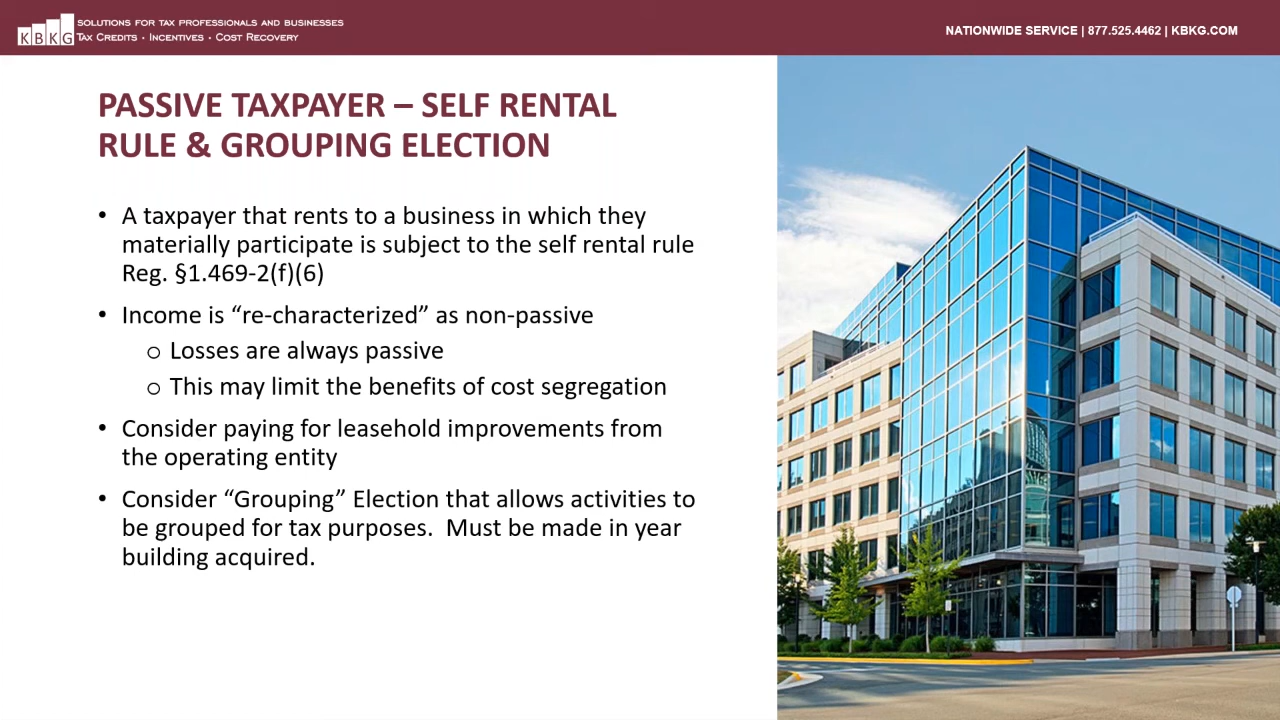 KBKG
SOLUTIONS FOR TAX PROFESSIONALS AND BUSINESSES
TAX CREDITS · INCENTIVES · COST RECOVERY
NATIONWIDE SERVICE | 877.525.4462 | KBKG.COM
PASSIVE TAXPAYER – SELF RENTAL
RULE & GROUPING ELECTION
• A taxpayer that rents to a business in which they
materially participate is subject to the self rental rule
Reg. §1.469-2(f)(6)
• Income is “re-characterized” as non-passive
o Losses are always passive
o This may limit the benefits of cost segregation
• Consider paying for leasehold improvements from
the operating entity
• Consider “Grouping” Election that allows activities to
be grouped for tax purposes.  Must be made in year
building acquired.